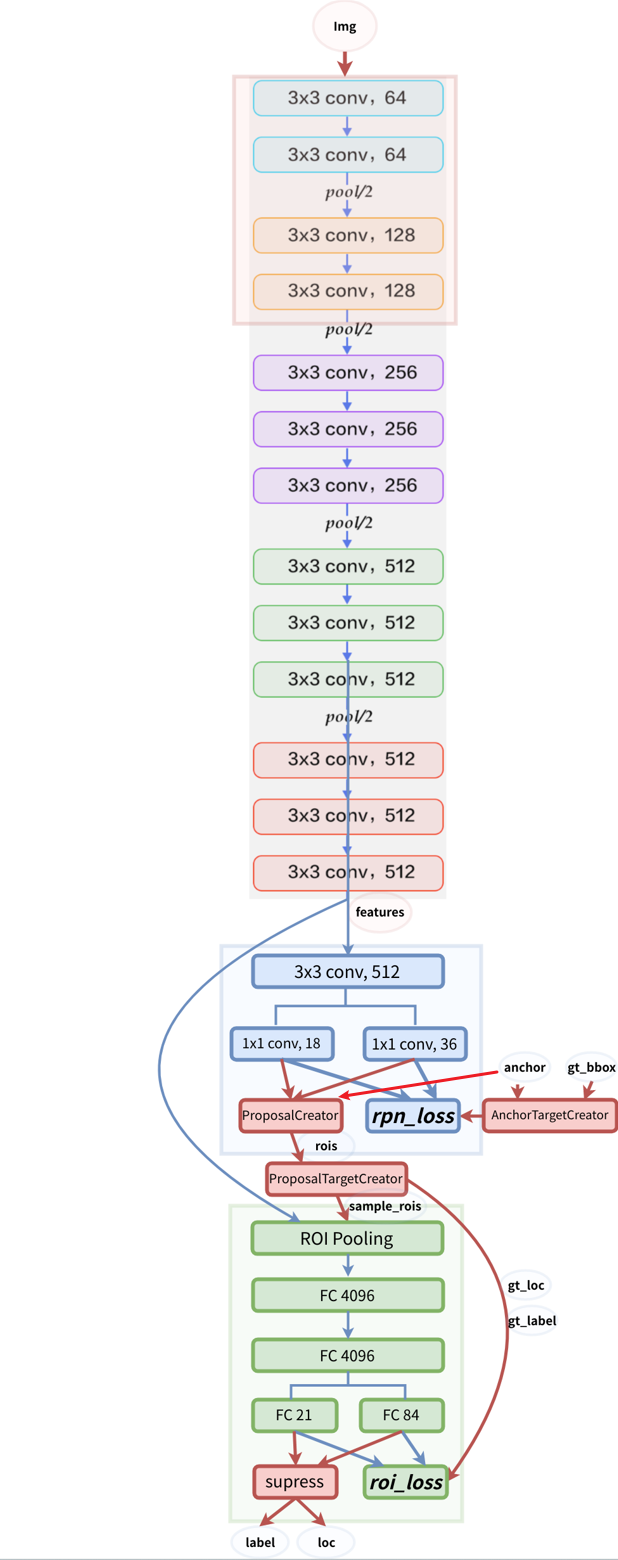 Img
3x3 conv, 64
3x3 conv, 64
pool/2
3x3 conv, 128
3x3 conv, 128
pool/2
3x3 conv, 256
3x3 conv, 256
3x3 conv, 256
pool/2
3x3 conv, 512
3x3 conv, 512
3x3 conv, 512
pool/2
3x3 conv, 512
3x3 conv, 512
3x3 conv, 512
features
3x3 conv, 512
1x1 conv, 18
1x1 conv, 36
anchor
gt_bbox
ProposalCreator
rpn_loss
AnchorTargetCreator
rois
ProposalTargetCreator
sample_rois
ROI Pooling
gt_loc
FC 4096
gt_label
FC 4096
FC 21
FC 84
supress
roi_loss
label
loc